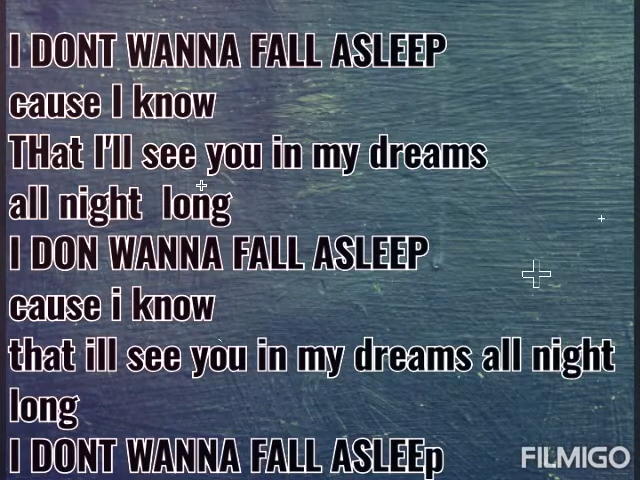 I DONT WANNA FALL ASLEEP
cause I know
THat I'll see you in my dreams
all night long
I DON WANNA FALL ASLEEP
cause i know
that ill see you in my dreams all night
long
I DONT WANNA FALL ASLEEp
FILMIGO